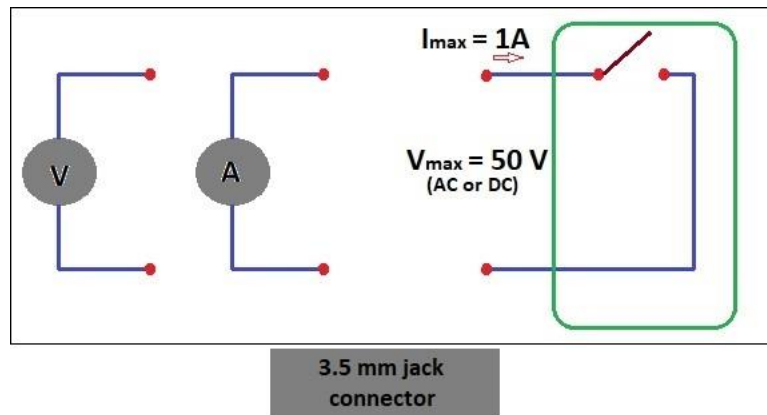 Imax = 1A
V
A
Vmax = 50 V
(AC or DC)
3.5 mm jack
connector